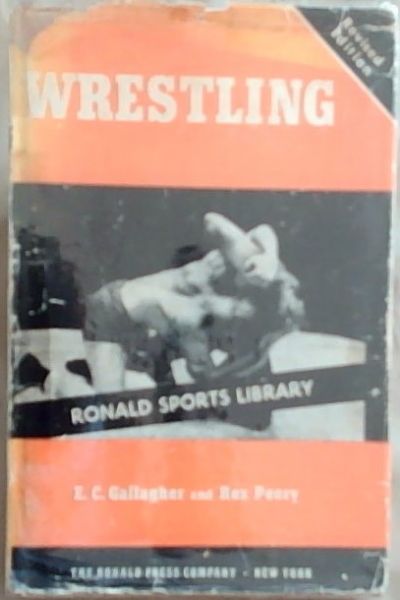 Revised
Edition
WRESTLING
RONALD SPORTS LIBRARY
E. C. Gallagher and Rex Peery
THE RONALD PRESS COMPANY • NEW YORK